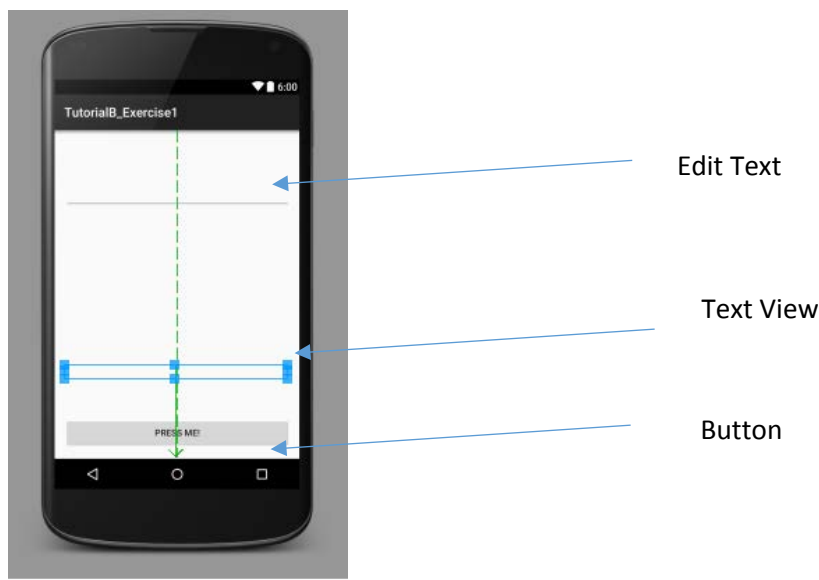 6:00
TutorialB_Exercise1
Edit Text
Text View
PRESS ME!
Button